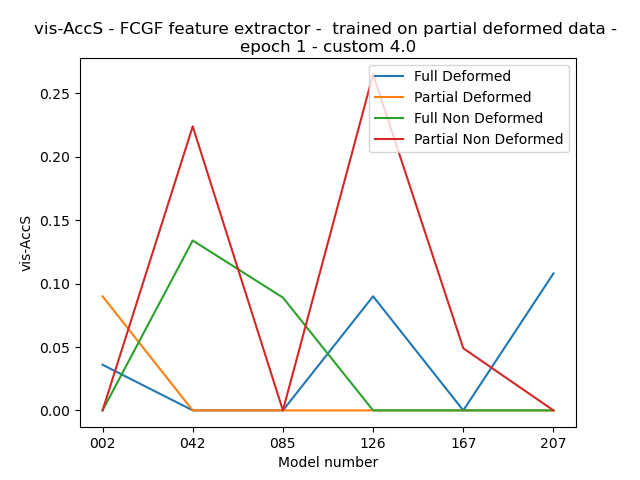 vis-AccS - FCGF feature extractor -  trained on partial deformed data -
epoch 1 - custom 4.0
Full Deformed
Partial Deformed
Full Non Deformed
Partial Non Deformed
0.25
0.20
0.15
0.10
0.05
0.00
vis-AccS
002 042 085 126 167 207
Model number